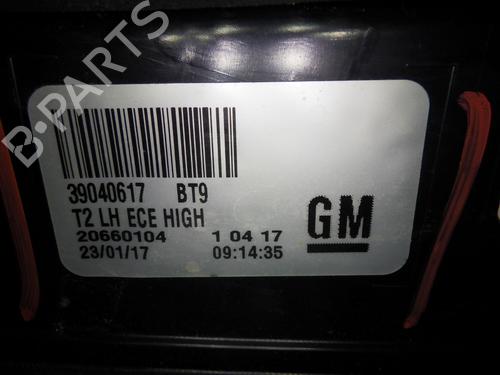 B-PARTS
39040617 BT9
T2 LH ECE HIGH
20660104 1 04 17
23/01/17 09:14:35
GM